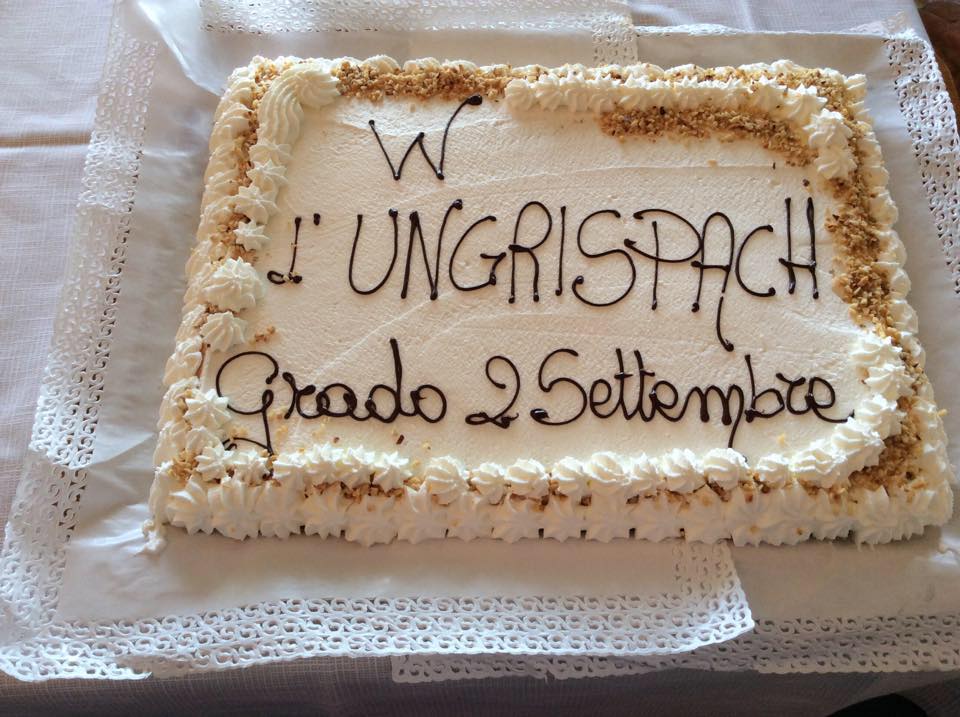 W
L'UNGRISPACH
Grado 2 Settembre